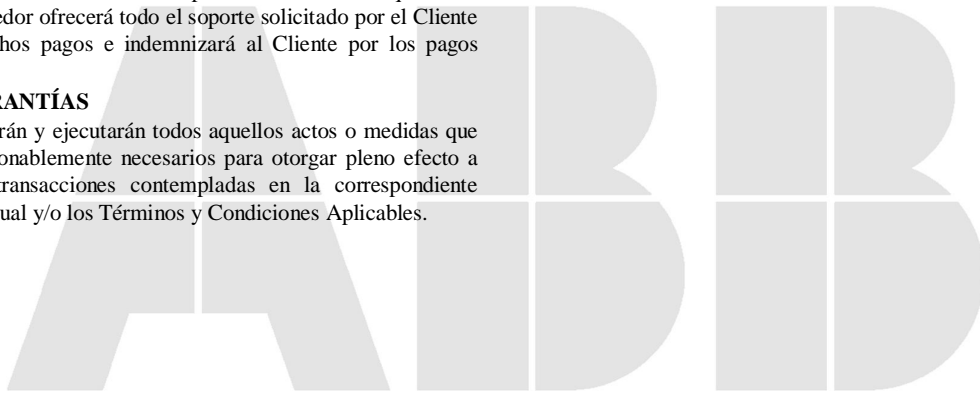 edor ofrecerá todo el soporte solicitado por el Cliente
hos pagos e indemnizará al Cliente por los pagos
RANTÍAS
rán y ejecutarán todos aquellos actos o medidas que
onablemente necesarios para otorgar pleno efecto a
transacciones contempladas en la correspondiente
ual y/o los Términos y Condiciones Aplicables.
ABB